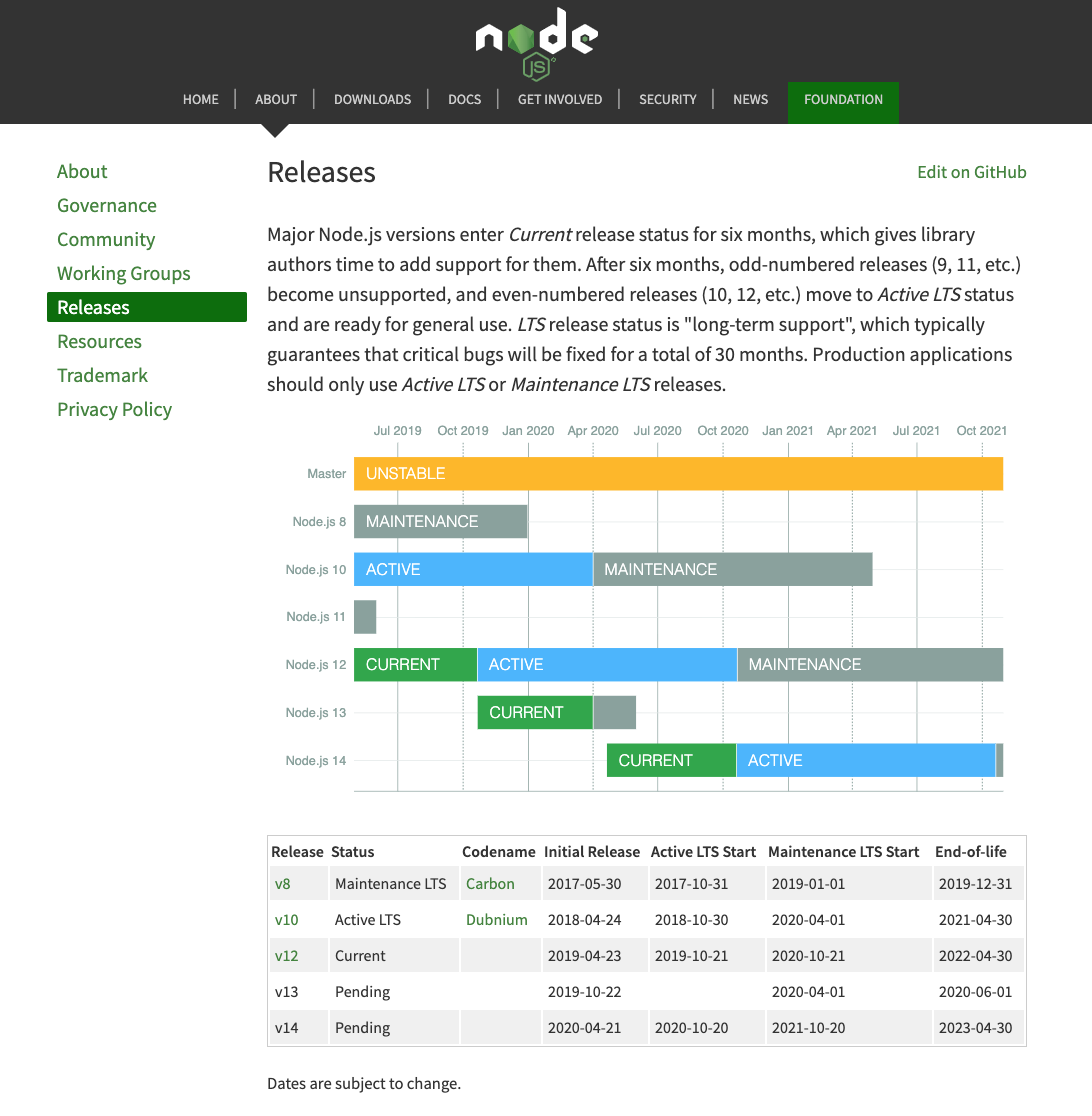 node
JS
HOME ABOUT DOWNLOADS DOCS GET INVOLVED SECURITY NEWS FOUNDATION
About
Governance
Community
Working Groups
Releases
Resources
Trademark
Privacy Policy
Releases
Edit on GitHub
Major Node.js versions enter Current release status for six months, which gives library
authors time to add support for them. After six months, odd-numbered releases (9, 11, etc.)
become unsupported, and even-numbered releases (10, 12, etc.) move to Active LTS status
and are ready for general use. LTS release status is "long-term support", which typically
guarantees that critical bugs will be fixed for a total of 30 months. Production applications
should only use Active LTS or Maintenance LTS releases.
Jul 2019 Oct 2019 Jan 2020 Apr 2020 Jul 2020 Oct 2020 Jan 2021 Apr 2021 Jul 2021 Oct 2021
Master UNSTABLE
Node.js 8 MAINTENANCE
Node.js 10 ACTIVE MAINTENANCE
Node.js 11
Node.js 12 CURRENT ACTIVE MAINTENANCE
Node.js 13 CURRENT
Node.js 14 CURRENT ACTIVE
Release Status Codename Initial Release Active LTS Start Maintenance LTS Start End-of-life
v8 Maintenance LTS Carbon 2017-05-30 2017-10-31 2019-01-01 2019-12-31
v10 Active LTS Dubnium 2018-04-24 2018-10-30 2020-04-01 2021-04-30
v12 Current 2019-04-23 2019-10-21 2020-10-21 2022-04-30
v13 Pending 2019-10-22 2020-04-01 2020-06-01
v14 Pending 2020-04-21 2020-10-20 2021-10-20 2023-04-30
Dates are subject to change.